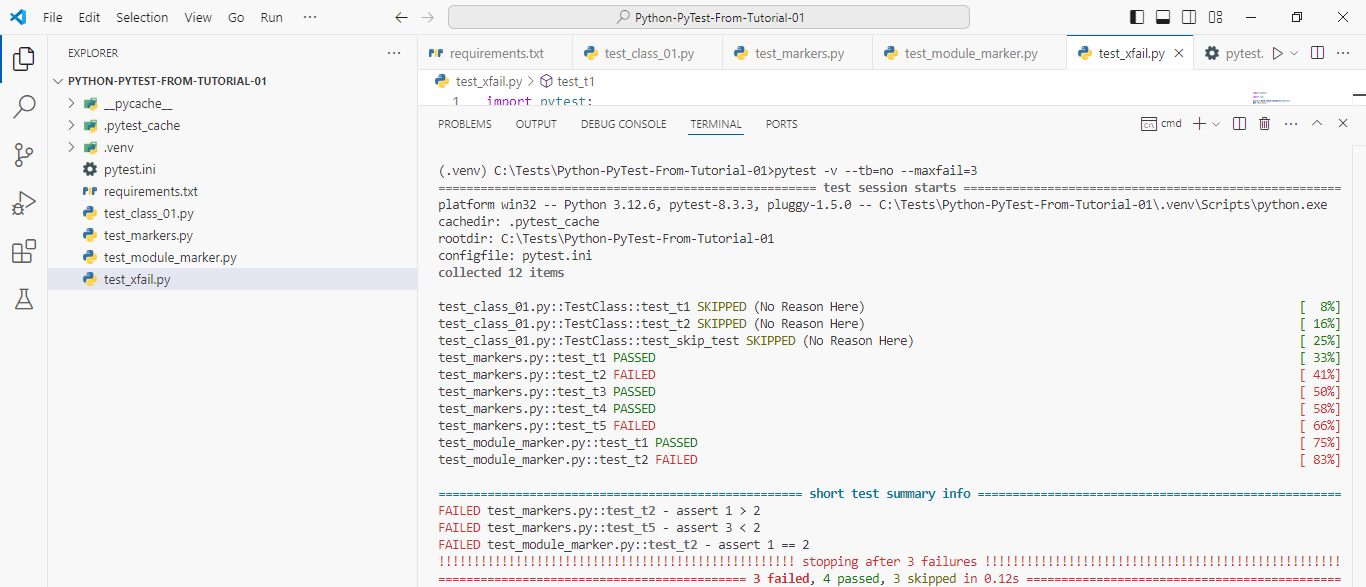 File Edit Selection View Go Run ··· Python-PyTest-From-Tutorial-01
EXPLORER ···
PYTHON-PYTEST-FROM-TUTORIAL-01
__pycache__
.pytest_cache
.venv
pytest.ini
requirements.txt
test_class_01.py
test_markers.py
test_module_marker.py
test_xfail.py
requirements.txt test_class_01.py test_markers.py test_module_marker.py test_xfail.py pytest.
test_xfail.py > test_t1
1 import pytest;
PROBLEMS OUTPUT DEBUG CONSOLE TERMINAL PORTS cmd
(.venv) C:\Tests\Python-PyTest-From-Tutorial-01>pytest -v --tb=no --maxfail=3
====================================================== test session starts ======================================================
platform win32 -- Python 3.12.6, pytest-8.3.3, pluggy-1.5.0 -- C:\Tests\Python-PyTest-From-Tutorial-01\.venv\Scripts\python.exe
cachedir: .pytest_cache
rootdir: C:\Tests\Python-PyTest-From-Tutorial-01
configfile: pytest.ini
collected 12 items
test_class_01.py::TestClass::test_t1 SKIPPED (No Reason Here) [  8%]
test_class_01.py::TestClass::test_t2 SKIPPED (No Reason Here) [ 16%]
test_class_01.py::TestClass::test_skip_test SKIPPED (No Reason Here) [ 25%]
test_markers.py::test_t1 PASSED [ 33%]
test_markers.py::test_t2 FAILED [ 41%]
test_markers.py::test_t3 PASSED [ 50%]
test_markers.py::test_t4 PASSED [ 58%]
test_markers.py::test_t5 FAILED [ 66%]
test_module_marker.py::test_t1 PASSED [ 75%]
test_module_marker.py::test_t2 FAILED [ 83%]
==================================================== short test summary info ====================================================
FAILED test_markers.py::test_t2 - assert 1 > 2
FAILED test_markers.py::test_t5 - assert 3 < 2
FAILED test_module_marker.py::test_t2 - assert 1 == 2
!!!!!!!!!!!!!!!!!!!!!!!!!!!!!!!!!!!!!!!!!!!!!!!!!!! stopping after 3 failures !!!!!!!!!!!!!!!!!!!!!!!!!!!!!!!!!!!!!!!!!!!!!!!!!!!
============================================ 3 failed, 4 passed, 3 skipped in 0.12s =============================================